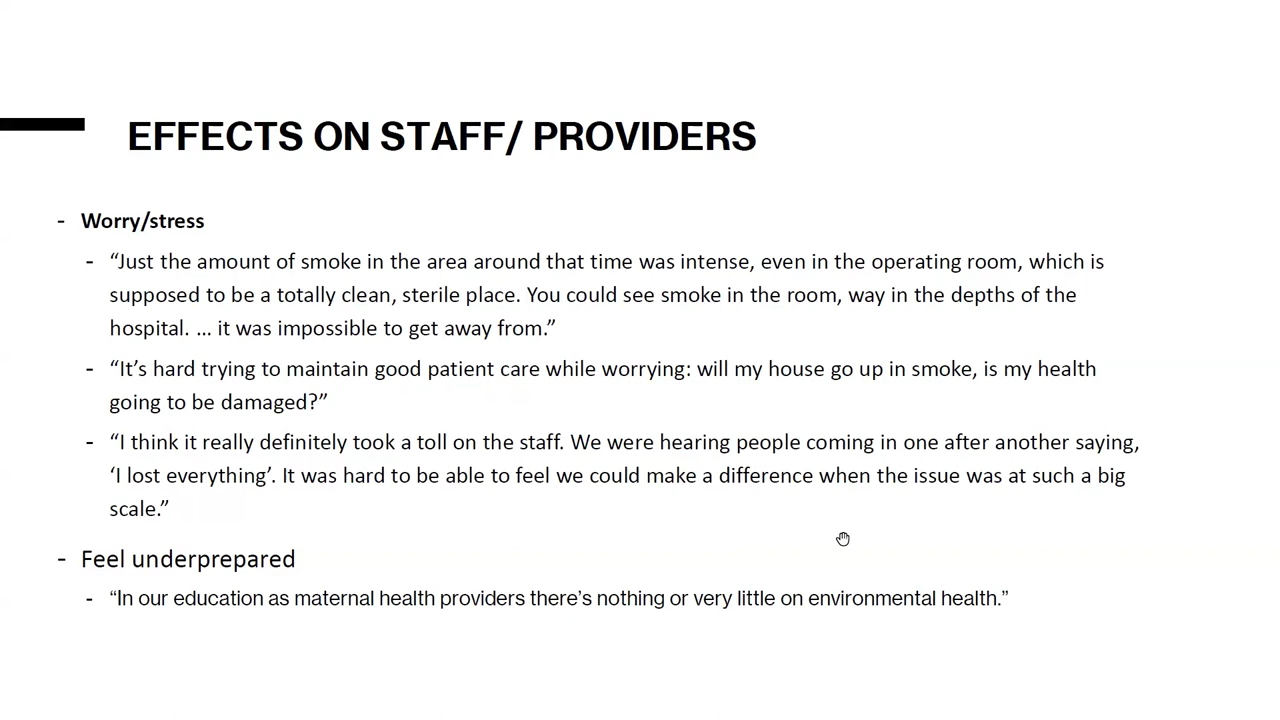 EFFECTS ON STAFF/ PROVIDERS
- Worry/stress
- “Just the amount of smoke in the area around that time was intense, even in the operating room, which is
supposed to be a totally clean, sterile place. You could see smoke in the room, way in the depths of the
hospital. … it was impossible to get away from.”
- “It’s hard trying to maintain good patient care while worrying: will my house go up in smoke, is my health
going to be damaged?”
- “I think it really definitely took a toll on the staff. We were hearing people coming in one after another saying,
‘I lost everything’. It was hard to be able to feel we could make a difference when the issue was at such a big
scale.”
- Feel underprepared
- “In our education as maternal health providers there’s nothing or very little on environmental health.”